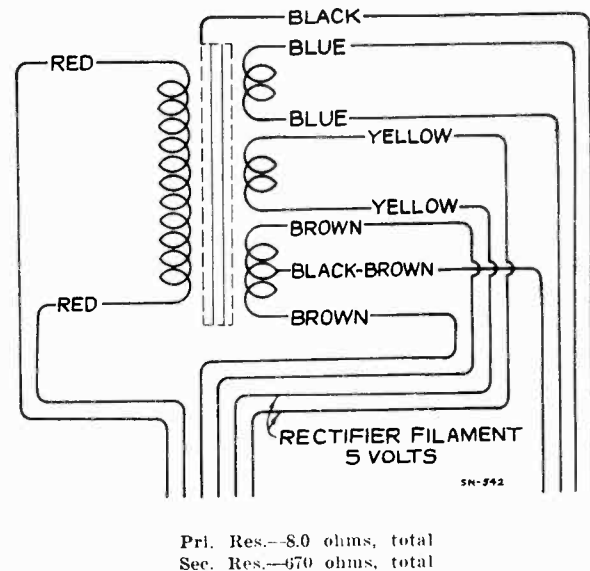 BLACK
RED
BLUE
BLUE
YELLOW
YELLOW
BROWN
BLACK-BROWN
RED
BROWN
RECTIFIER FILAMENT
5 VOLTS
SN-542
Pri. Res.—8.0 ohms, total
Sec. Res.—670 ohms, total